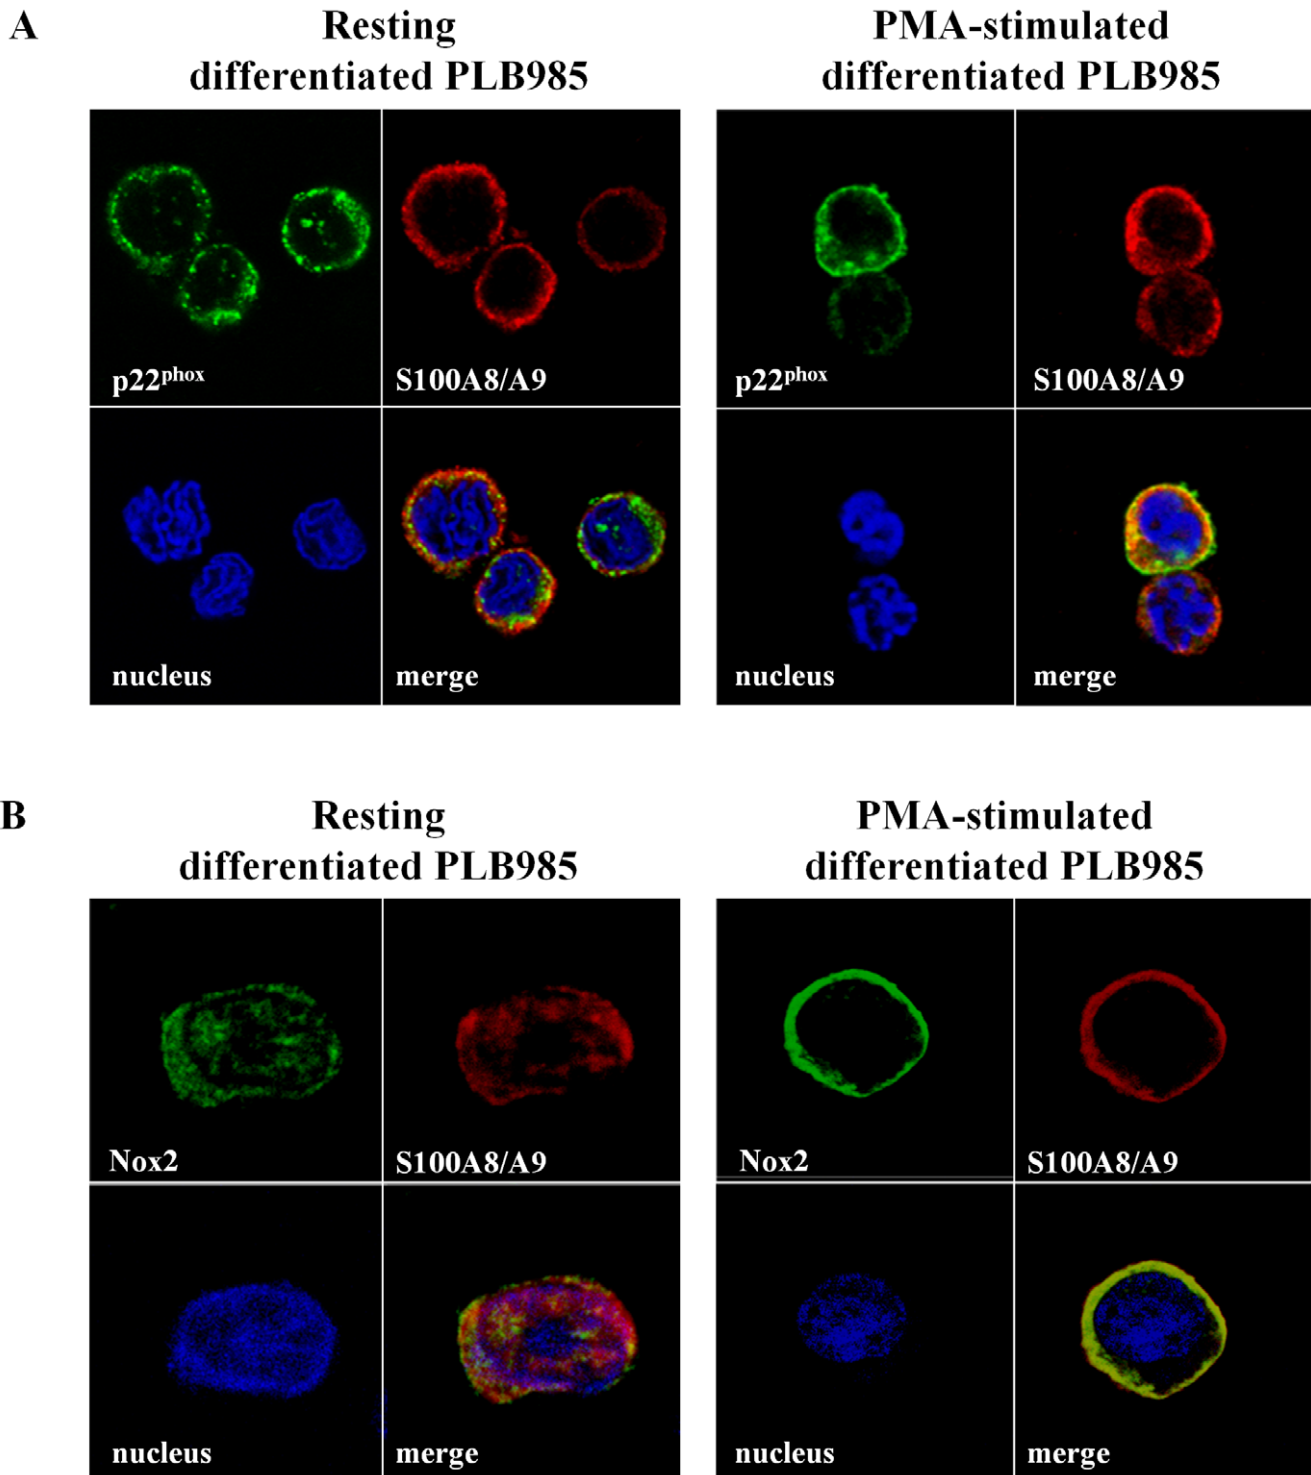 A
Resting
differentiated PLB985
PMA-stimulated
differentiated PLB985
p22phox
S100A8/A9
p22phox
S100A8/A9
nucleus
merge
nucleus
merge
B
Resting
differentiated PLB985
PMA-stimulated
differentiated PLB985
Nox2
S100A8/A9
Nox2
S100A8/A9
nucleus
merge
nucleus
merge